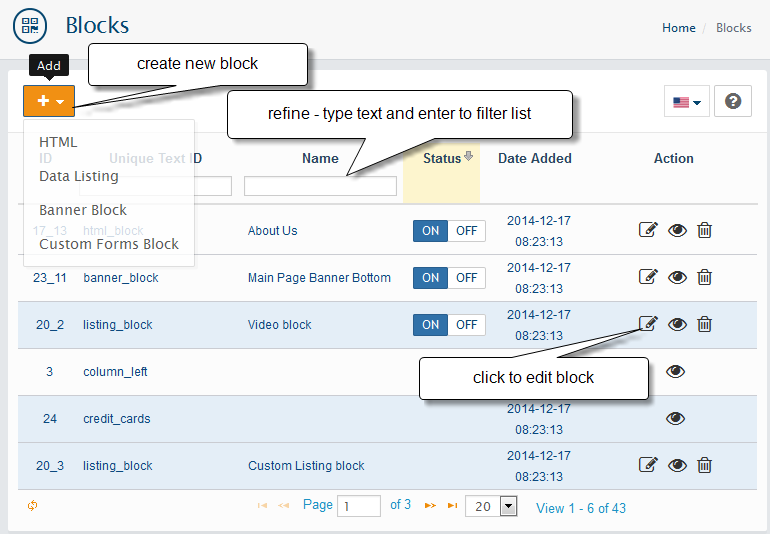 Blocks
Home / Blocks
Add
create new block
refine - type text and enter to filter list
HTML
Data Listing
Banner Block
Custom Forms Block
ID Unique Text ID Name Status Date Added Action
17_13 html_block About Us ON OFF 2014-12-17
08:23:13
23_11 banner_block Main Page Banner Bottom ON OFF 2014-12-17
08:23:13
20_2 listing_block Video block ON OFF 2014-12-17
08:23:13
click to edit block
3 column_left
24 credit_cards 2014-12-17
08:23:13
20_3 listing_block Custom Listing block ON OFF 2014-12-17
08:23:13
Page 1 of 3 20 View 1 - 6 of 43